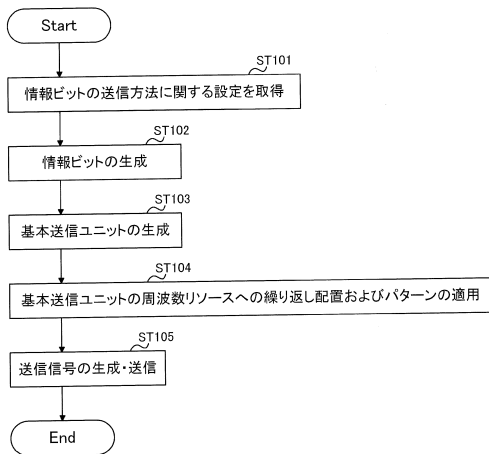 Start
ST101
情報ビットの送信方法に関する設定を取得
ST102
情報ビットの生成
ST103
基本送信ユニットの生成
ST104
基本送信ユニットの周波数リソースへの繰り返し配置およびパターンの適用
ST105
送信信号の生成・送信
End